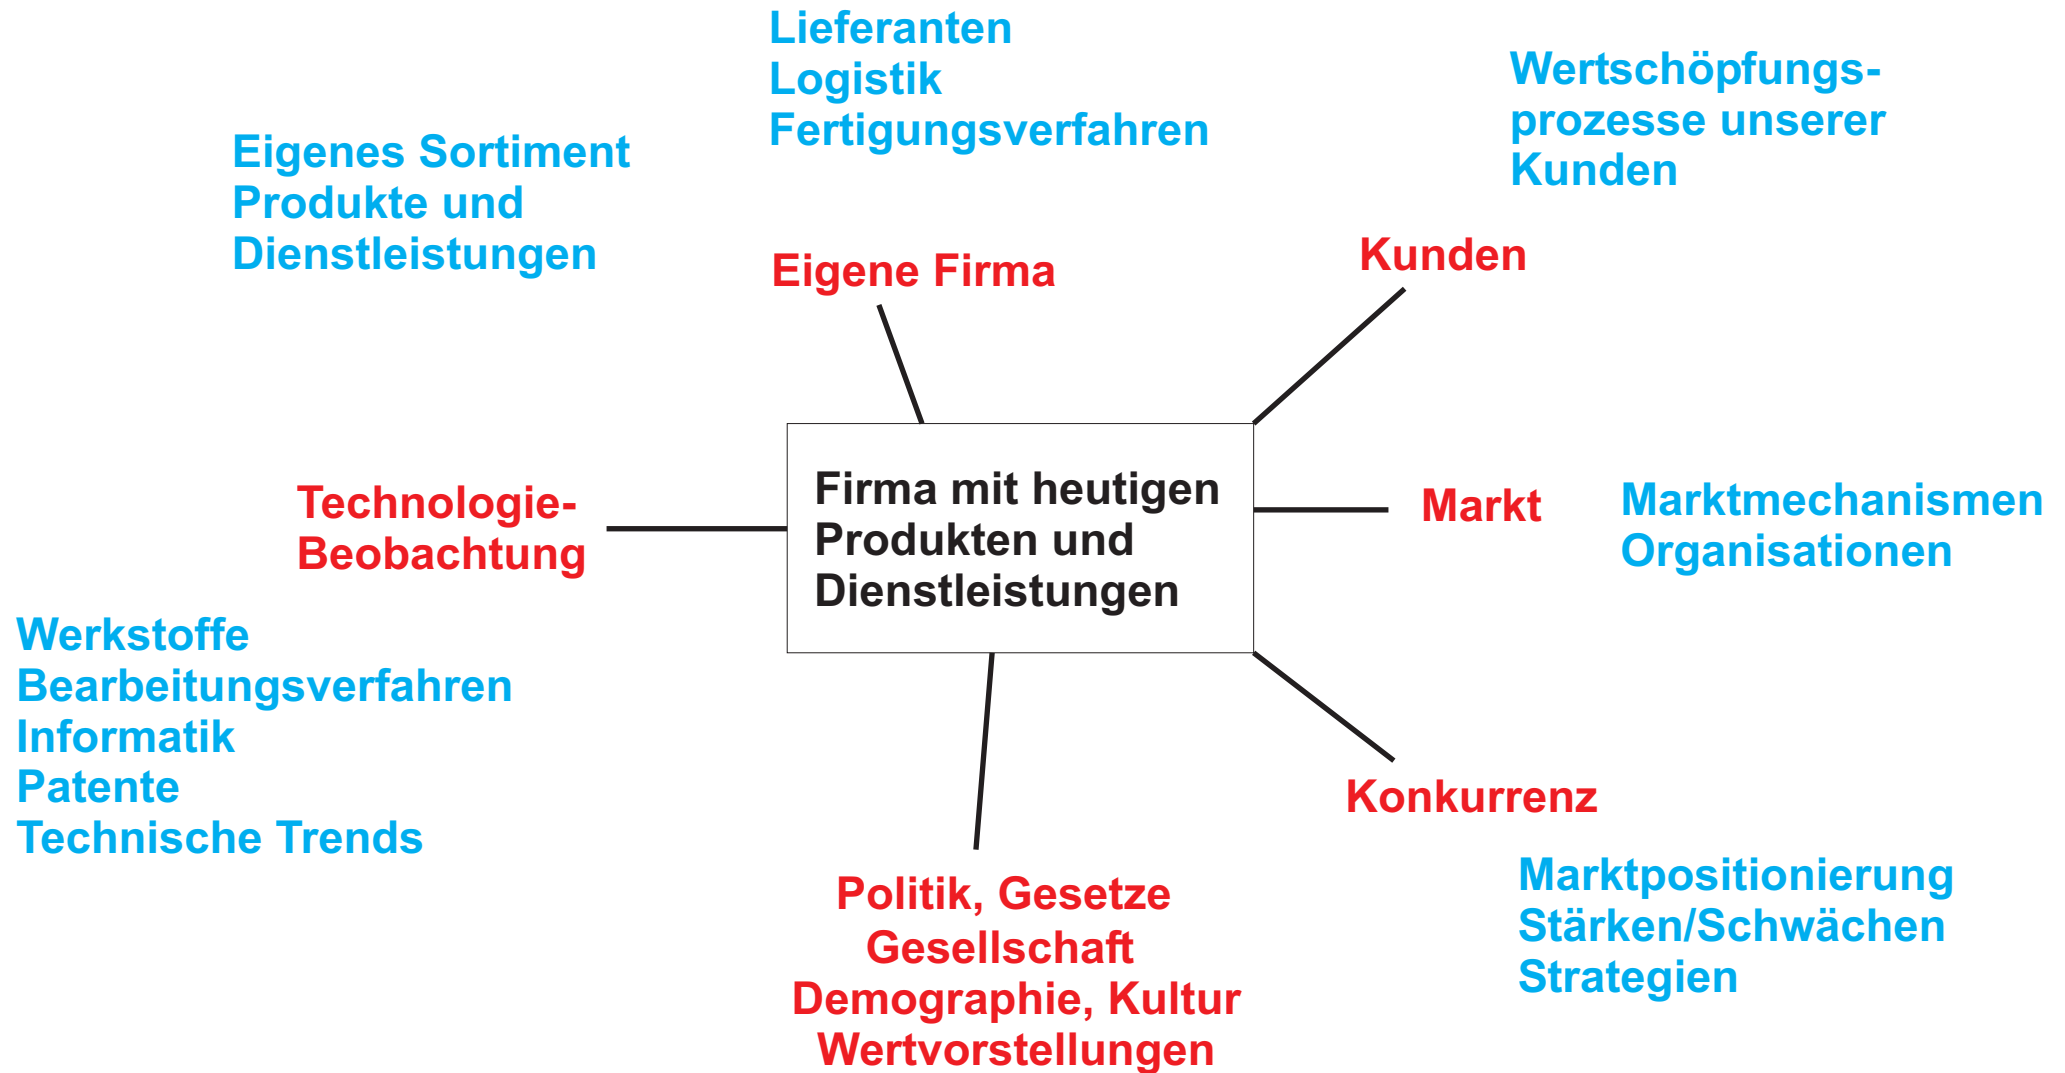 Lieferanten
Logistik
Fertigungsverfahren
Wertschöpfungs-
prozesse unserer
Kunden
Eigenes Sortiment
Produkte und
Dienstleistungen
Eigene Firma
Kunden
Technologie-
Beobachtung
Firma mit heutigen
Produkten und
Dienstleistungen
Markt
Marktmechanismen
Organisationen
Werkstoffe
Bearbeitungsverfahren
Informatik
Patente
Technische Trends
Konkurrenz
Marktpositionierung
Stärken/Schwächen
Strategien
Politik, Gesetze
Gesellschaft
Demographie, Kultur
Wertvorstellungen